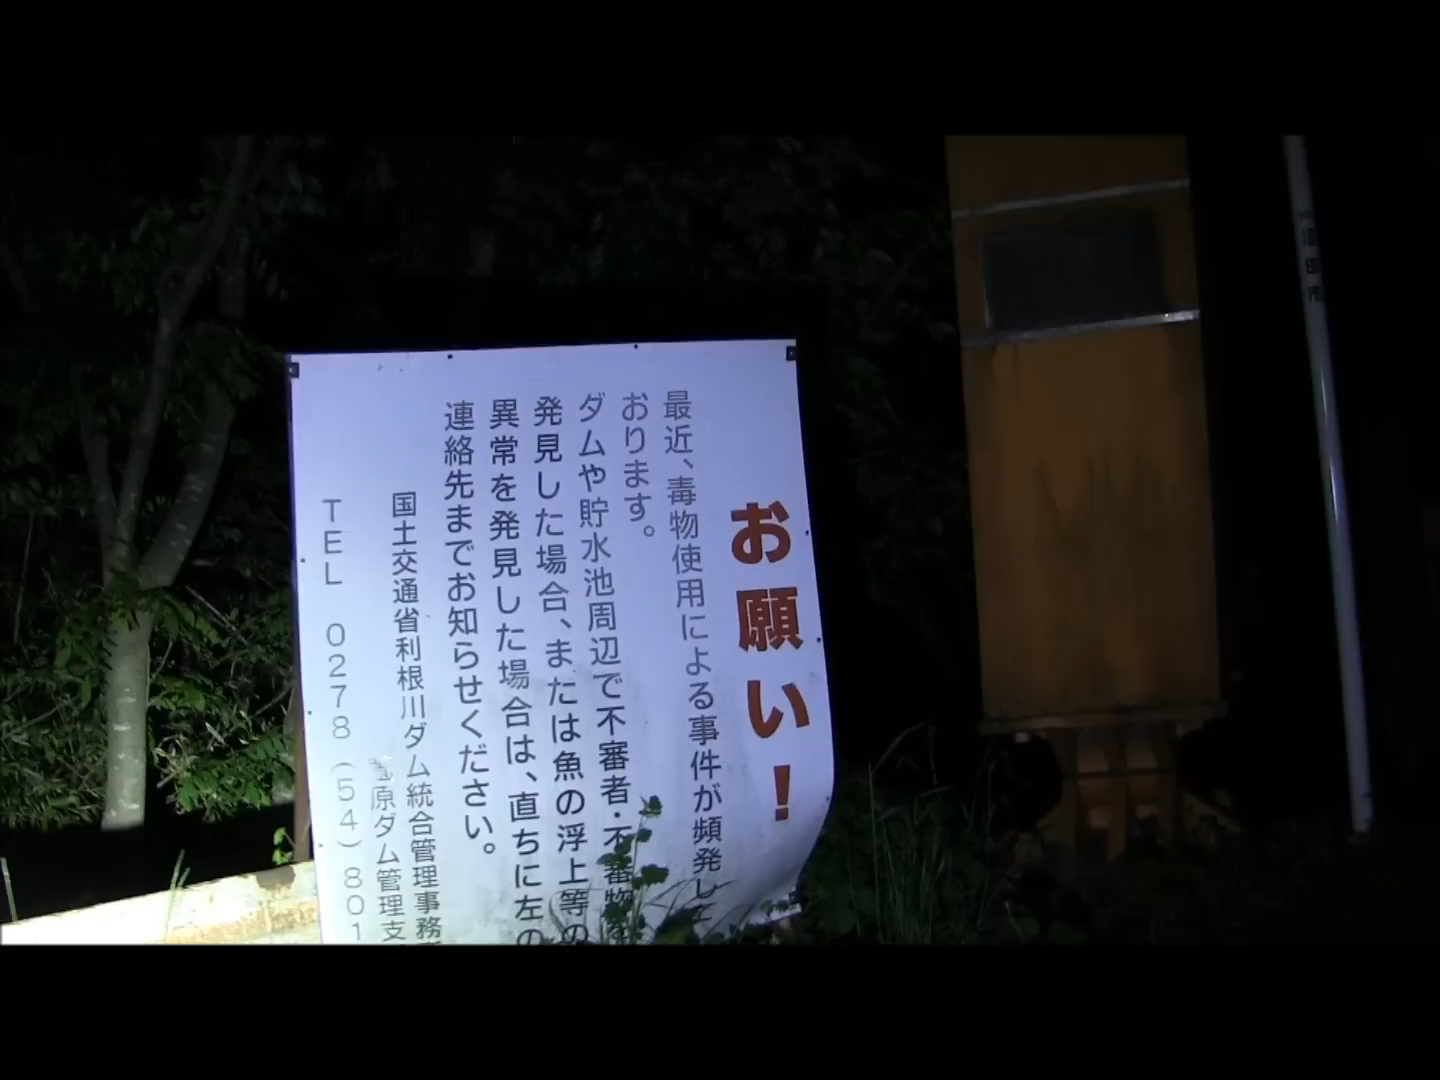 お願い！
最近、毒物使用による事件が頻発して
おります。
ダムや貯水池周辺で不審者・不審物を
発見した場合、または魚の浮上等の
異常を発見した場合は、直ちに左の
連絡先までお知らせください。
国土交通省利根川ダム統合管理事務
原ダム管理支
TEL 0278(54)801